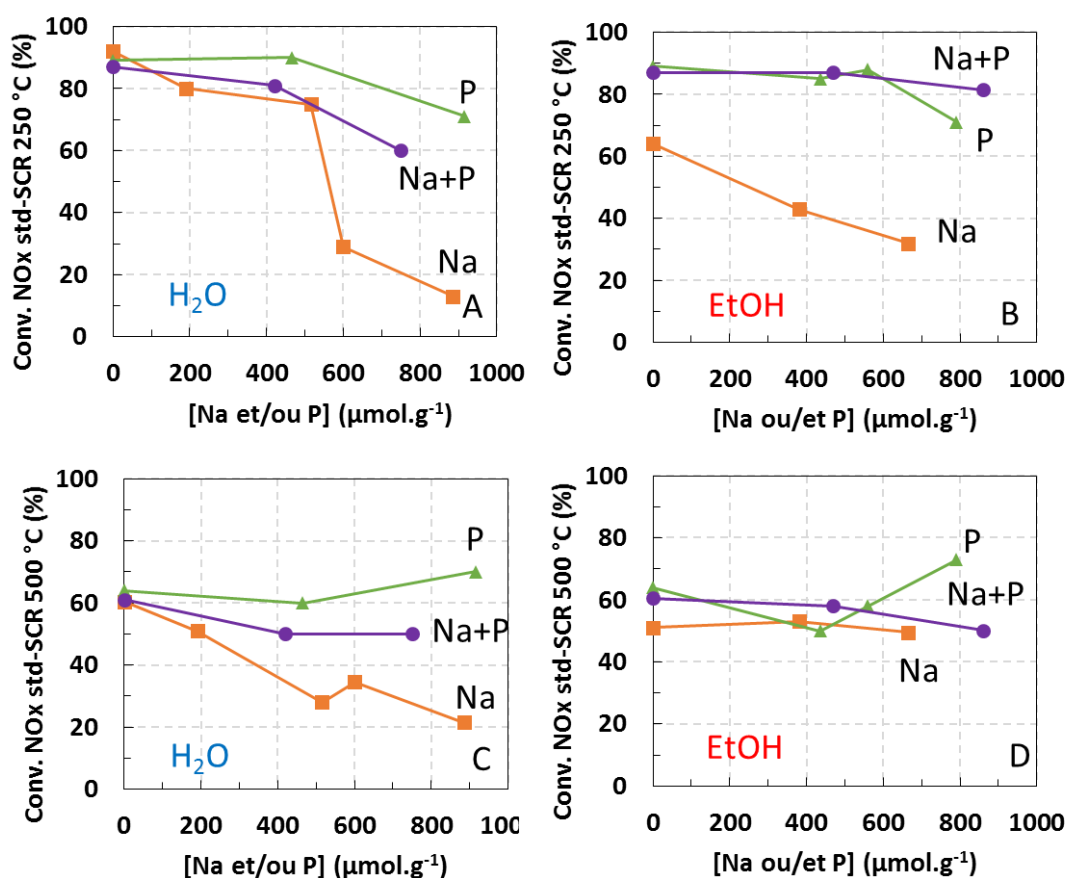 Conv. NOx std-SCR 250 °C (%)
100
80
60
40
20
0
P
Na+P
Na
H₂O
A
0 200 400 600 800 1000
[Na et/ou P] (µmol.g⁻¹)
Conv. NOx std-SCR 250 °C (%)
100
80
60
40
20
0
Na+P
P
Na
EtOH
B
0 200 400 600 800 1000
[Na ou/et P] (µmol.g⁻¹)
Conv. NOx std-SCR 500 °C (%)
100
80
60
40
20
0
P
Na+P
Na
H₂O
C
0 200 400 600 800 100
[Na et/ou P] (µmol.g⁻¹)
Conv. NOx std-SCR 500 °C (%)
100
80
60
40
20
0
P
Na+P
Na
EtOH
D
0 200 400 600 800 1000
[Na ou/et P] (µmol.g⁻¹)